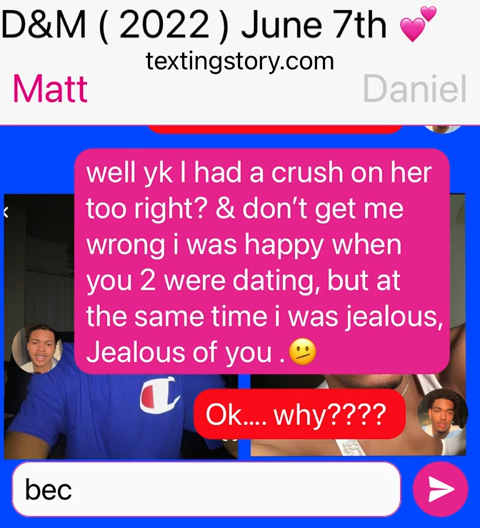 D&M ( 2022 ) June 7th 💕
textingstory.com
Matt
Daniel
well yk I had a crush on her
too right? & don’t get me
wrong i was happy when
you 2 were dating, but at
the same time i was jealous,
Jealous of you .🫤
Ok.... why????
bec